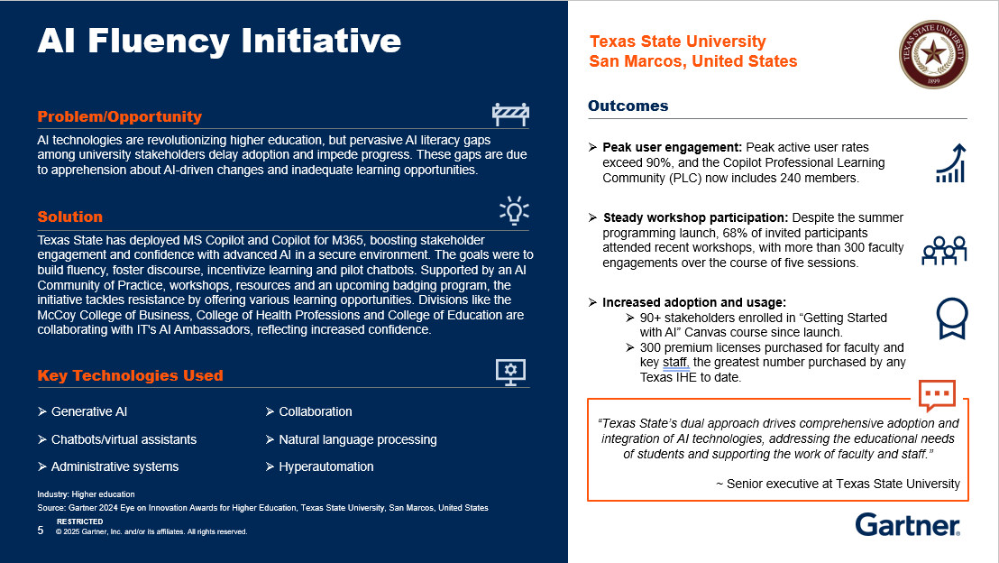 AI Fluency Initiative
Problem/Opportunity
AI technologies are revolutionizing higher education, but pervasive AI literacy gaps
among university stakeholders delay adoption and impede progress. These gaps are due
to apprehension about AI-driven changes and inadequate learning opportunities.
Solution
Texas State has deployed MS Copilot and Copilot for M365, boosting stakeholder
engagement and confidence with advanced AI in a secure environment. The goals were to
build fluency, foster discourse, incentivize learning and pilot chatbots. Supported by an AI
Community of Practice, workshops, resources and an upcoming badging program, the
initiative tackles resistance by offering various learning opportunities. Divisions like the
McCoy College of Business, College of Health Professions and College of Education are
collaborating with IT's AI Ambassadors, reflecting increased confidence.
Key Technologies Used
➢ Generative AI
➢ Chatbots/virtual assistants
➢ Administrative systems
➢ Collaboration
➢ Natural language processing
➢ Hyperautomation
Industry: Higher education
Source: Gartner 2024 Eye on Innovation Awards for Higher Education, Texas State University, San Marcos, United States
RESTRICTED
5 © 2025 Gartner, Inc. and/or its affiliates. All rights reserved.
Texas State University
San Marcos, United States
TEXAS STATE UNIVERSITY
1899
Outcomes
➢ Peak user engagement: Peak active user rates
exceed 90%, and the Copilot Professional Learning
Community (PLC) now includes 240 members.
➢ Steady workshop participation: Despite the summer
programming launch, 68% of invited participants
attended recent workshops, with more than 300 faculty
engagements over the course of five sessions.
➢ Increased adoption and usage:
➢ 90+ stakeholders enrolled in “Getting Started
with AI” Canvas course since launch.
➢ 300 premium licenses purchased for faculty and
key staff, the greatest number purchased by any
Texas IHE to date.
“Texas State’s dual approach drives comprehensive adoption and
integration of AI technologies, addressing the educational needs
of students and supporting the work of faculty and staff.”
~ Senior executive at Texas State University
Gartner®